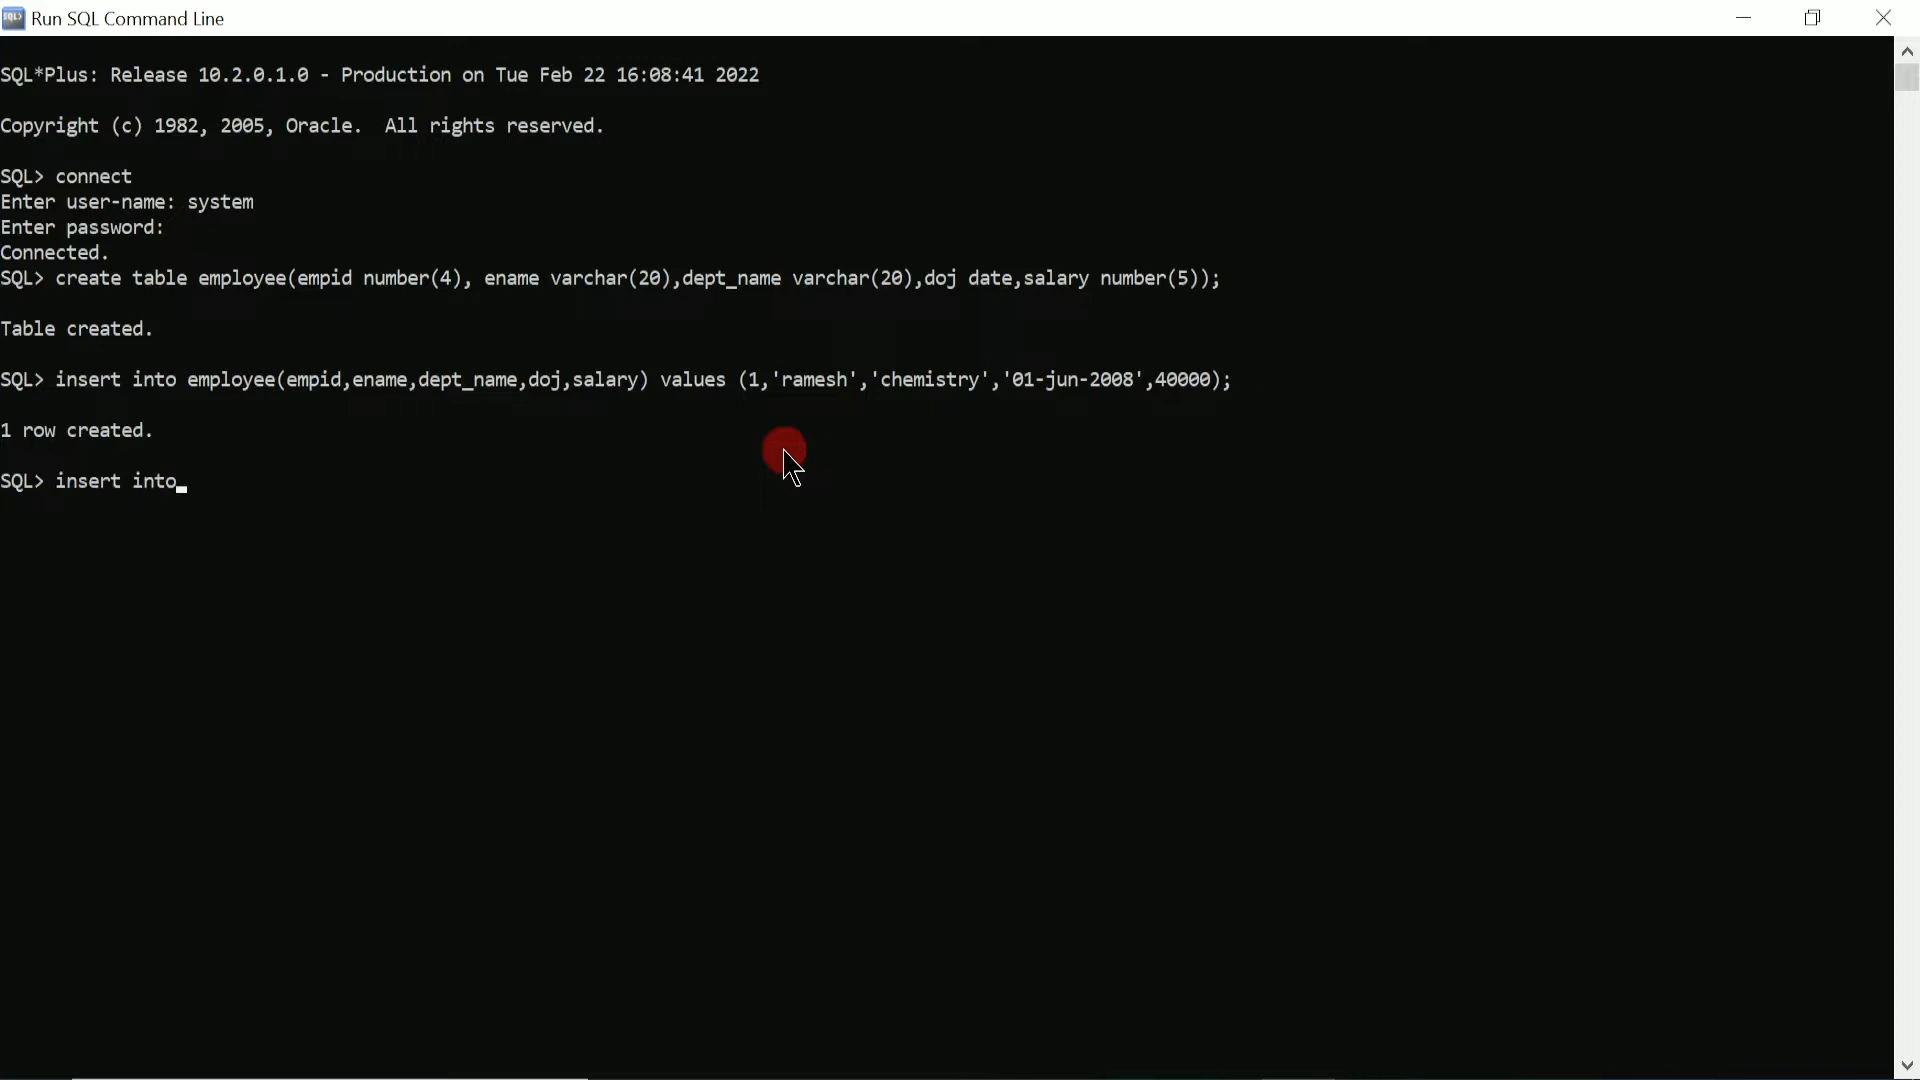 Run SQL Command Line
SQL*Plus: Release 10.2.0.1.0 - Production on Tue Feb 22 16:08:41 2022
Copyright (c) 1982, 2005, Oracle.  All rights reserved.
SQL> connect
Enter user-name: system
Enter password:
Connected.
SQL> create table employee(empid number(4), ename varchar(20),dept_name varchar(20),doj date,salary number(5));
Table created.
SQL> insert into employee(empid,ename,dept_name,doj,salary) values (1,'ramesh','chemistry','01-jun-2008',40000);
1 row created.
SQL> insert into